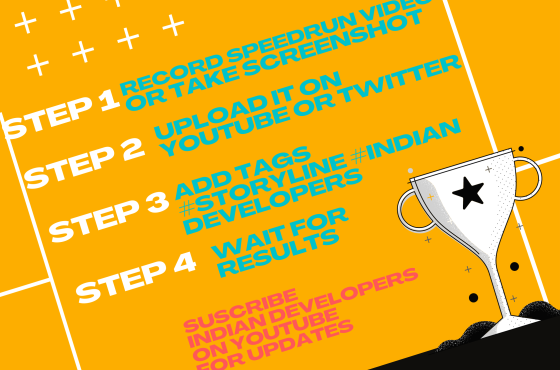 STEP 1
RECORD SPEEDRUN VIDEO
OR TAKE SCREENSHOT
STEP 2
UPLOAD IT ON
YOUTUBE OR TWITTER
STEP 3
ADD TAGS
#STORYLINE #INDIAN
DEVELOPERS
STEP 4
WAIT FOR
RESULTS
SUSCRIBE
INDIAN DEVELOPERS
ON YOUTUBE
FOR UPDATES